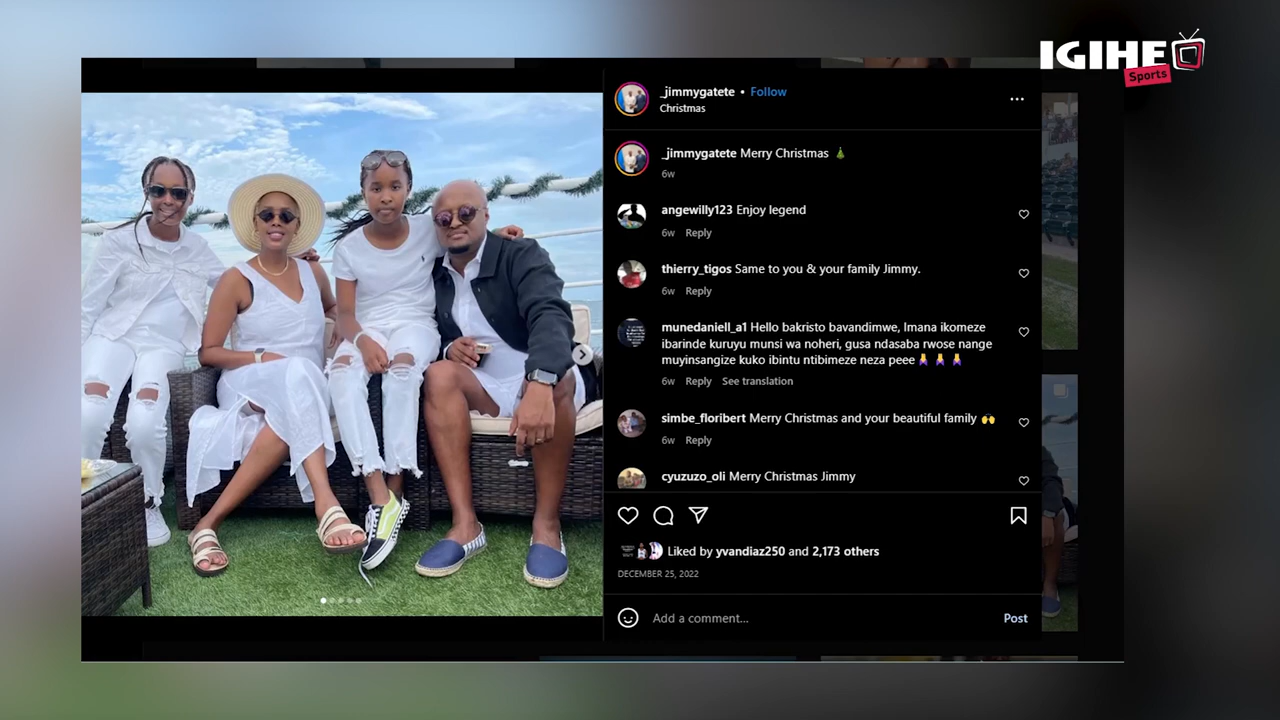 IGIHE
Sports
_jimmygatete • Follow
Christmas
_jimmygatete Merry Christmas 🎄
6w
angewilly123 Enjoy legend
6w Reply
thierry_tigos Same to you & your family Jimmy.
6w Reply
munedaniell_a1 Hello bakristo bavandimwe, Imana ikomeze
ibarinde kuruyu munsi wa noheri, gusa ndasaba rwose nange
muyinsangize kuko ibintu ntibimeze neza peee
6w Reply See translation
simbe_floribert Merry Christmas and your beautiful family 🙌
6w Reply
cyuzuzo_oli Merry Christmas Jimmy
Liked by yvandiaz250 and 2,173 others
DECEMBER 25, 2022
Add a comment... Post